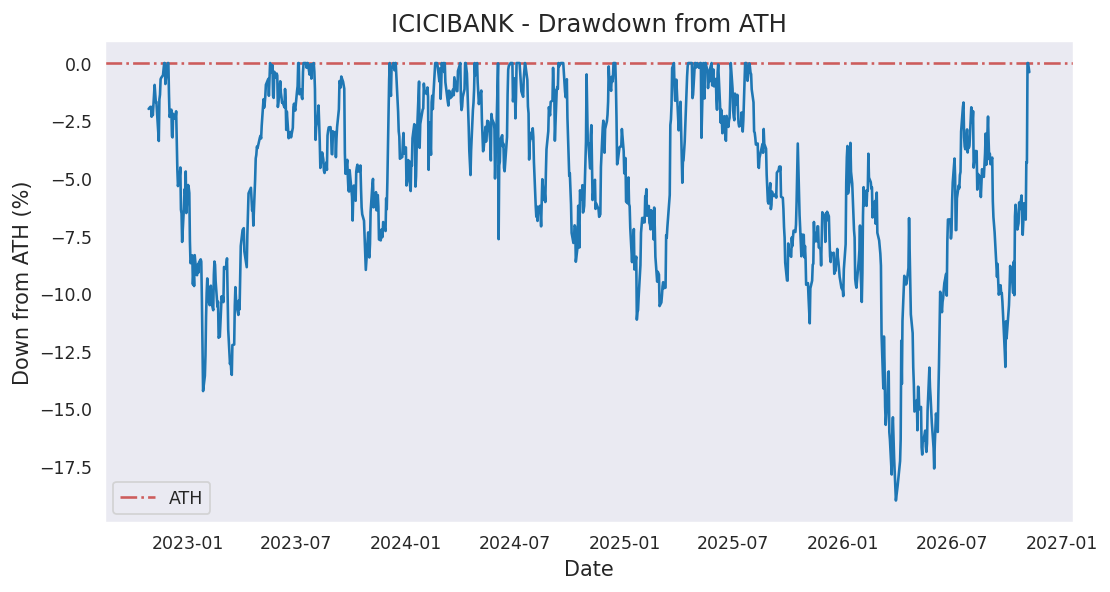 ICICIBANK - Drawdown from ATH
Down from ATH (%)
0.0
−2.5
−5.0
−7.5
−10.0
−12.5
−15.0
−17.5
ATH
2023-01 2023-07 2024-01 2024-07 2025-01 2025-07 2026-01 2026-07 2027-01
Date